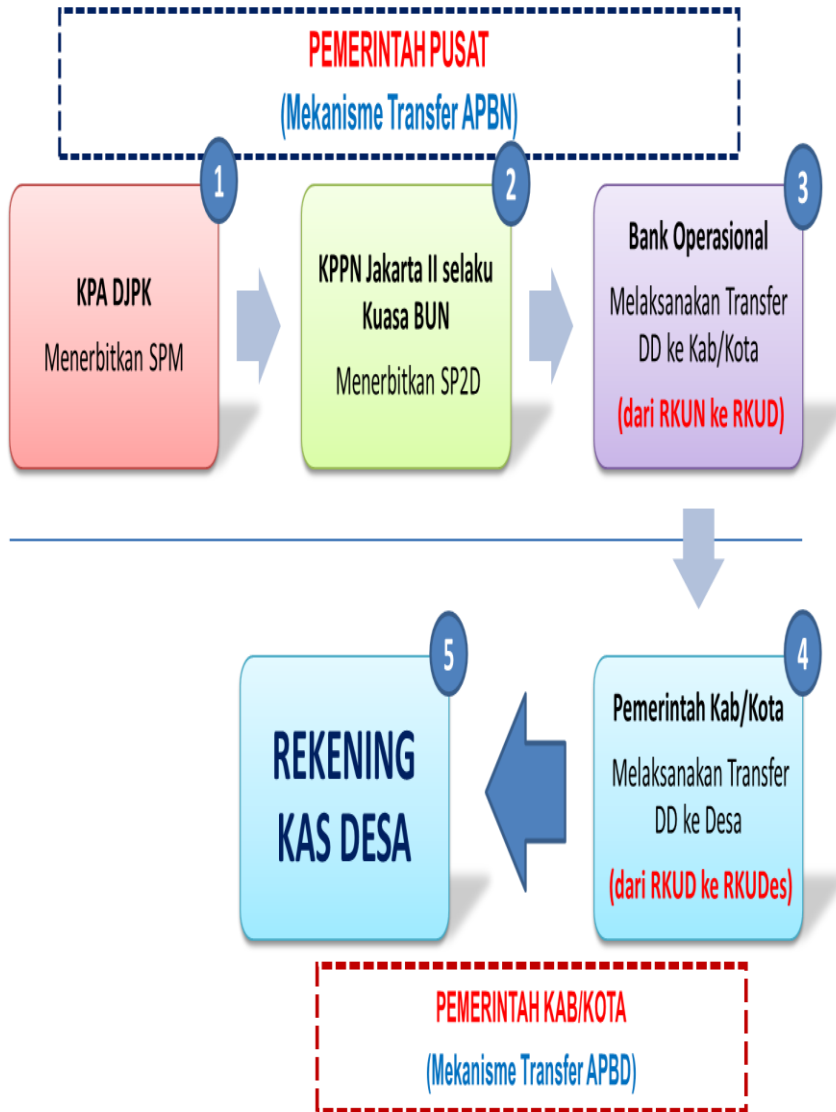 PEMERINTAH PUSAT
(Mekanisme Transfer APBN)
1
KPA DJPK
Menerbitkan SPM
2
KPPN Jakarta II selaku
Kuasa BUN
Menerbitkan SP2D
3
Bank Operasional
Melaksanakan Transfer
DD ke Kab/Kota
(dari RKUN ke RKUD)
4
Pemerintah Kab/Kota
Melaksanakan Transfer
DD ke Desa
(dari RKUD ke RKUDes)
5
REKENING
KAS DESA
PEMERINTAH KAB/KOTA
(Mekanisme Transfer APBD)